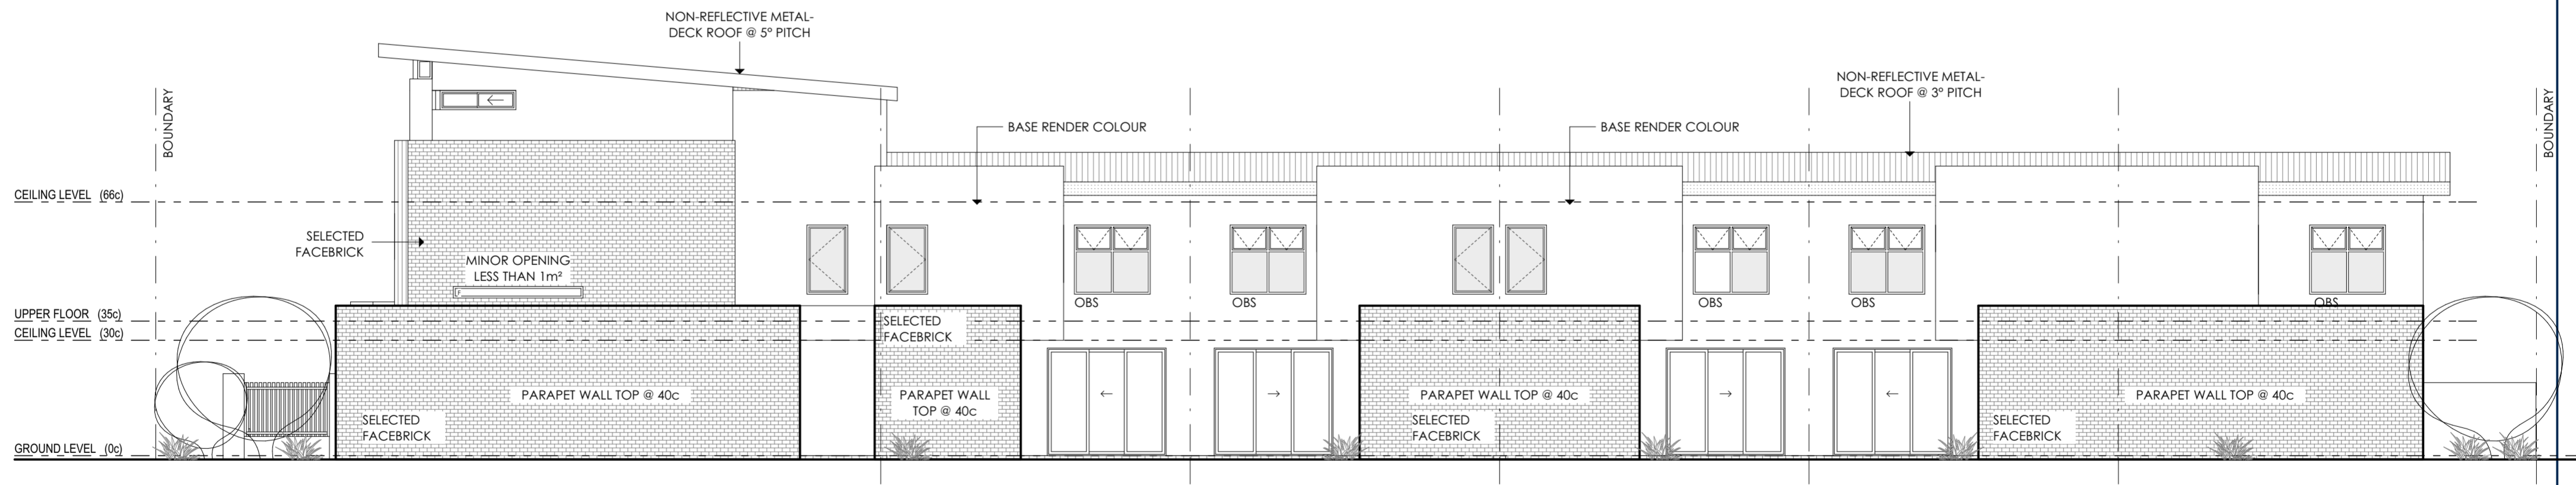 NON-REFLECTIVE METAL-
DECK ROOF @ 5° PITCH
NON-REFLECTIVE METAL-
DECK ROOF @ 3° PITCH
BOUNDARY
BASE RENDER COLOUR
BASE RENDER COLOUR
BOUNDARY
CEILING LEVEL (66c)
SELECTED
FACEBRICK
MINOR OPENING
LESS THAN 1m²
F
OBS
OBS
OBS
OBS
OBS
UPPER FLOOR (35c)
CEILING LEVEL (30c)
SELECTED
FACEBRICK
PARAPET WALL TOP @ 40c
PARAPET WALL
TOP @ 40c
PARAPET WALL TOP @ 40c
PARAPET WALL TOP @ 40c
SELECTED
FACEBRICK
SELECTED
FACEBRICK
SELECTED
FACEBRICK
GROUND LEVEL (0c)